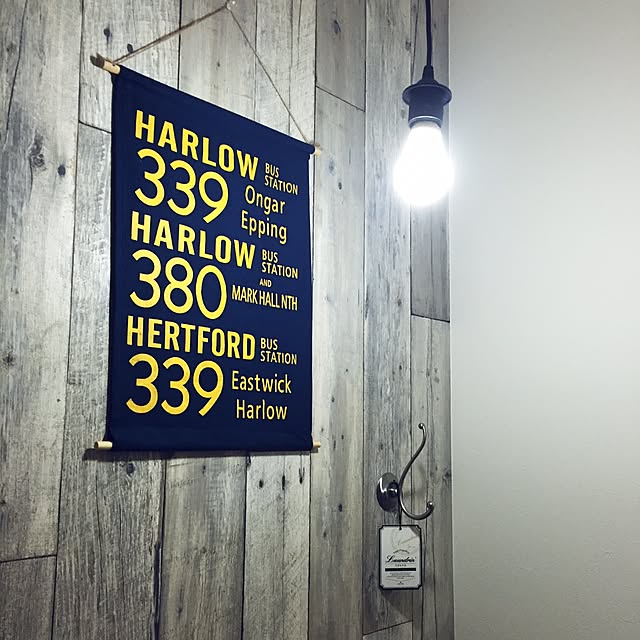 HARLOW BUS STATION
339 Ongar Epping
HARLOW BUS STATION
380 AND MARK HALL NTH
HERTFORD BUS STATION
339 Eastwick Harlow
Laundrin